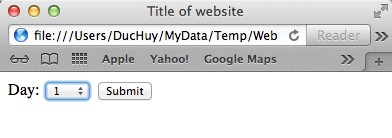 Title of website
file:///Users/DucHuy/MyData/Temp/Web
Reader
Apple Yahoo! Google Maps
Day: 1 Submit